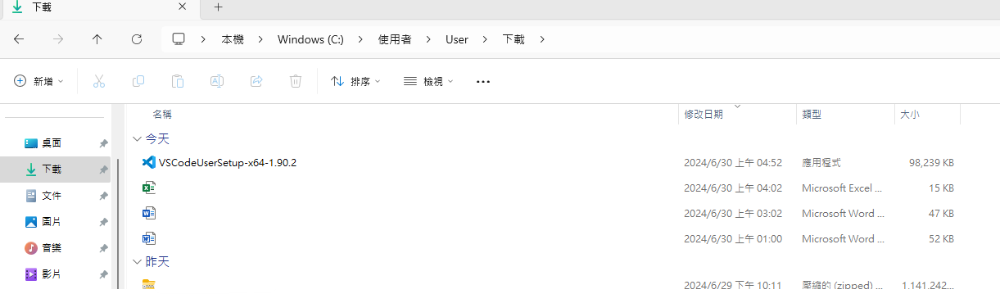 下載
本機 > Windows (C:) > 使用者 > User > 下載 >
新增 排序 檢視 ...
名稱 修改日期 類型 大小
今天
桌面
VSCodeUserSetup-x64-1.90.2 2024/6/30 上午 04:52 應用程式 98,239 KB
下載
2024/6/30 上午 04:02 Microsoft Excel ... 15 KB
文件
2024/6/30 上午 03:02 Microsoft Word ... 47 KB
圖片
2024/6/30 上午 01:00 Microsoft Word ... 52 KB
音樂
昨天
影片
2024/6/29 下午 10:11 壓縮的 (zipped) ... 1,141,242...